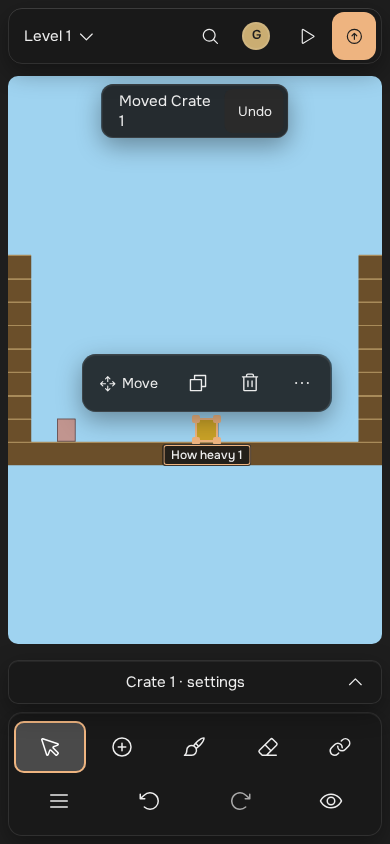 Level 1
G
Moved Crate
1
Undo
Move
How heavy 1
Crate 1 · settings